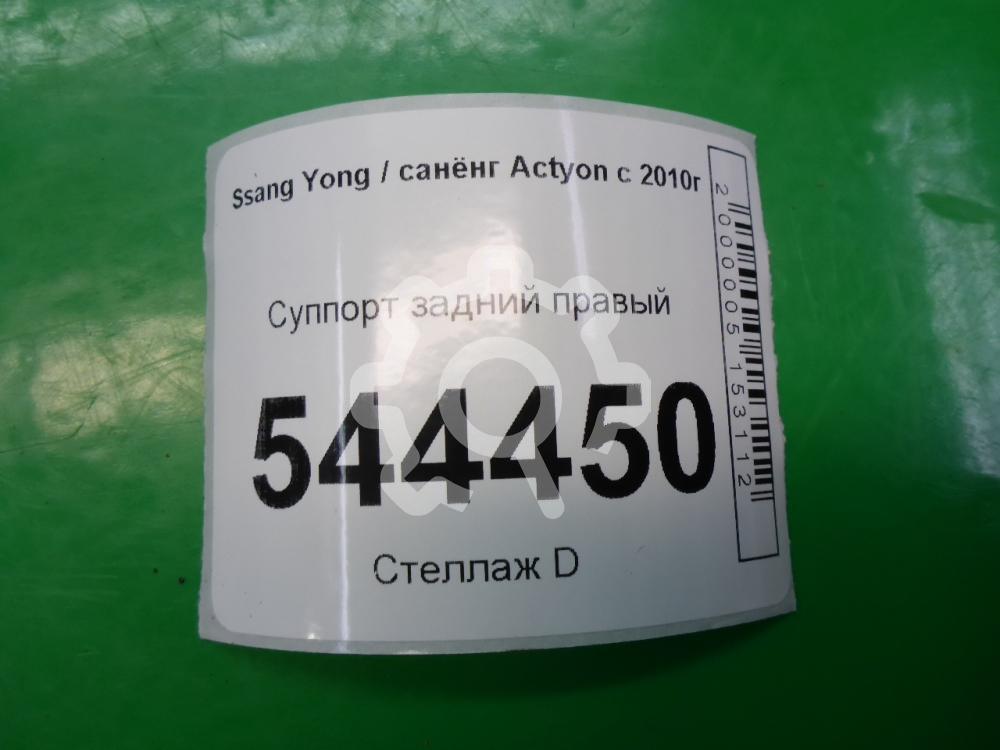 Ssang Yong / санёнг Actyon с 2010г
Суппорт задний правый
544450
Стеллаж D
2000005153112